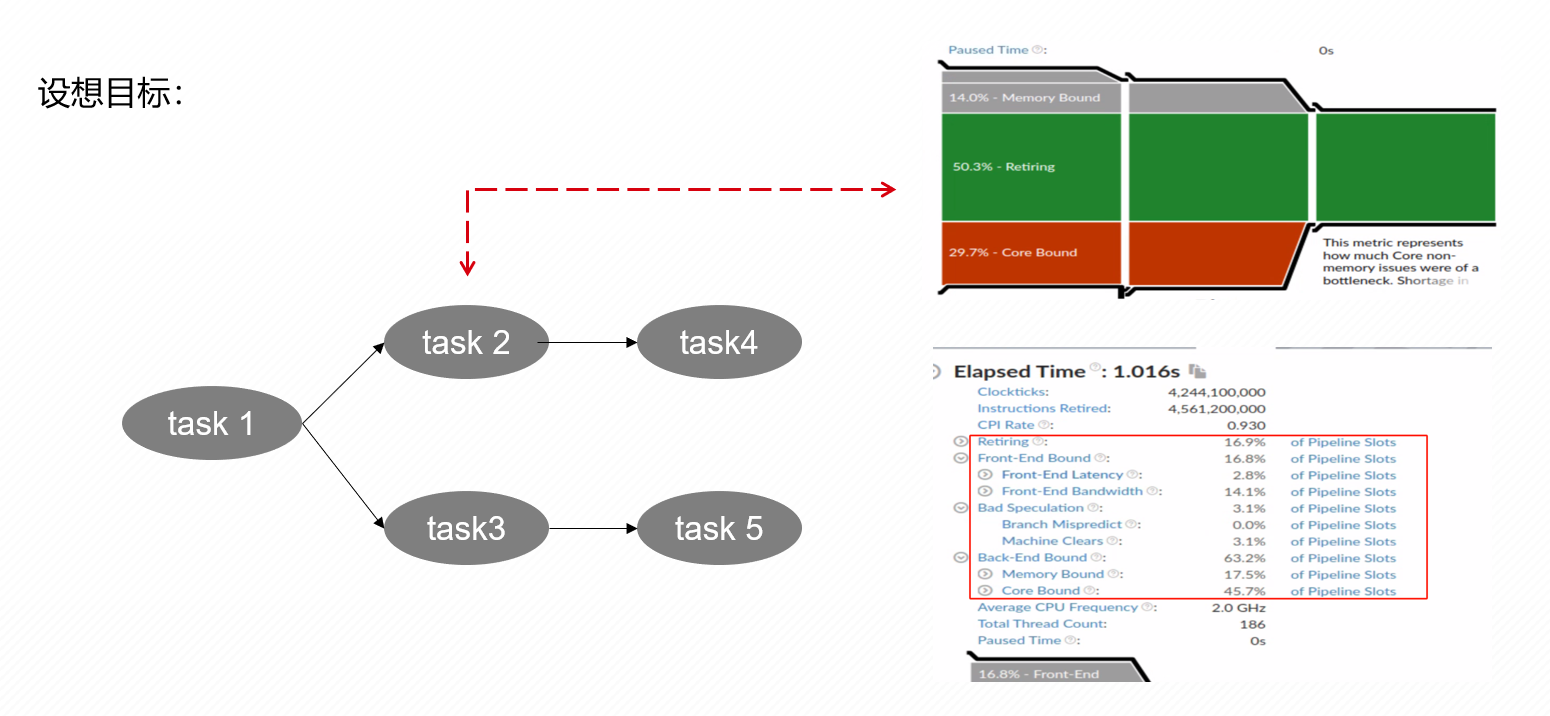 设想目标：
task 1
task 2
task4
task3
task 5
Paused Time ?: 0s
14.0% - Memory Bound
50.3% - Retiring
29.7% - Core Bound
This metric represents
how much Core non-
memory issues were of a
bottleneck. Shortage in
Elapsed Time ?: 1.016s
Clockticks: 4,244,100,000
Instructions Retired: 4,561,200,000
CPI Rate ?: 0.930
Retiring ?: 16.9% of Pipeline Slots
Front-End Bound ?: 16.8% of Pipeline Slots
Front-End Latency ?: 2.8% of Pipeline Slots
Front-End Bandwidth ?: 14.1% of Pipeline Slots
Bad Speculation ?: 3.1% of Pipeline Slots
Branch Mispredict ?: 0.0% of Pipeline Slots
Machine Clears ?: 3.1% of Pipeline Slots
Back-End Bound ?: 63.2% of Pipeline Slots
Memory Bound ?: 17.5% of Pipeline Slots
Core Bound ?: 45.7% of Pipeline Slots
Average CPU Frequency ?: 2.0 GHz
Total Thread Count: 186
Paused Time ?: 0s
16.8% - Front-End